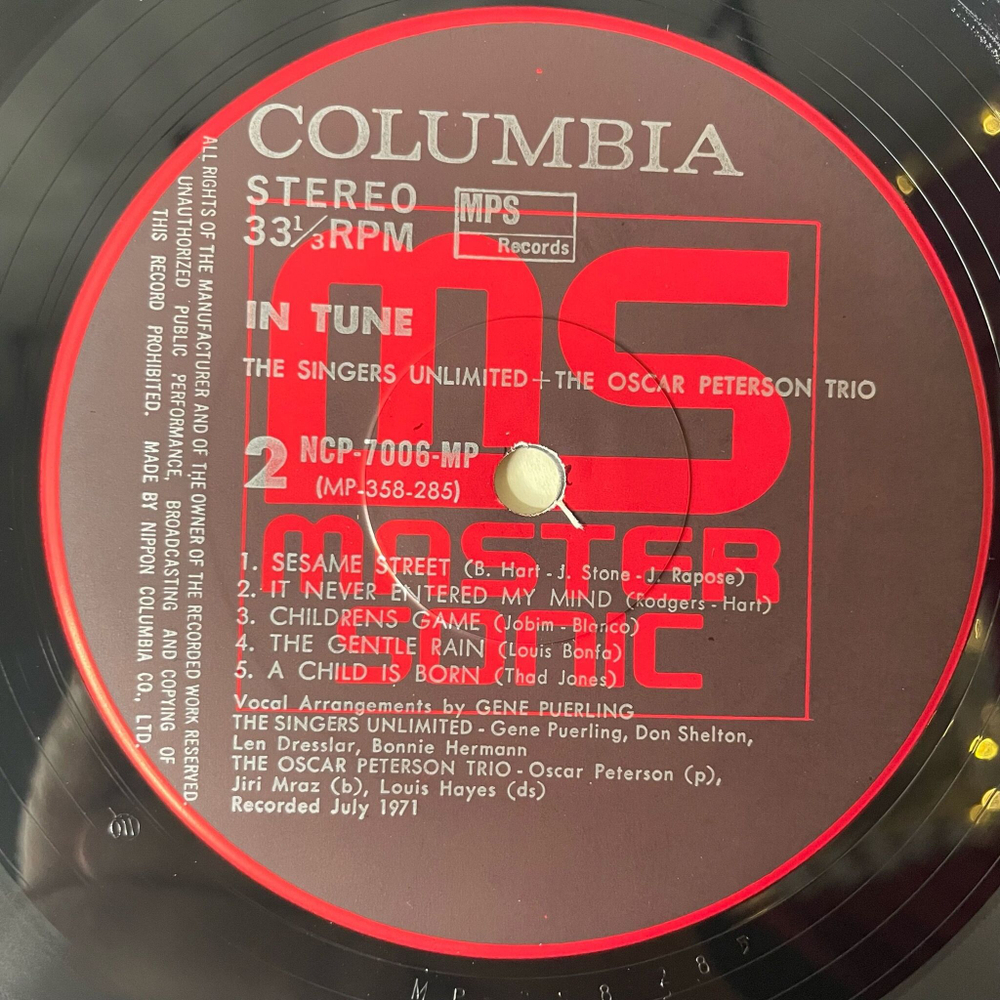 COLUMBIA
STEREO
33⅓ RPM
MPS
Records
IN TUNE
THE SINGERS UNLIMITED+THE OSCAR PETERSON TRIO
2 NCP-7006-MP
(MP-358-285)
MS
MASTER
SONIC
1. SESAME STREET (B. Hart - J. Stone - J. Rapose)
2. IT NEVER ENTERED MY MIND (Rodgers - Hart)
3. CHILDRENS GAME (Jobim - Blanco)
4. THE GENTLE RAIN (Louis Bonfa)
5. A CHILD IS BORN (Thad Jones)
Vocal Arrangements by GENE PUERLING
THE SINGERS UNLIMITED - Gene Puerling, Don Shelton,
Len Dresslar, Bonnie Hermann
THE OSCAR PETERSON TRIO - Oscar Peterson (p),
Jiri Mraz (b), Louis Hayes (ds)
Recorded July 1971
ALL RIGHTS OF THE MANUFACTURER AND OF THE OWNER OF THE RECORDED WORK RESERVED.
UNAUTHORIZED PUBLIC PERFORMANCE, BROADCASTING AND COPYING OF
THIS RECORD PROHIBITED. MADE BY NIPPON COLUMBIA CO., LTD.